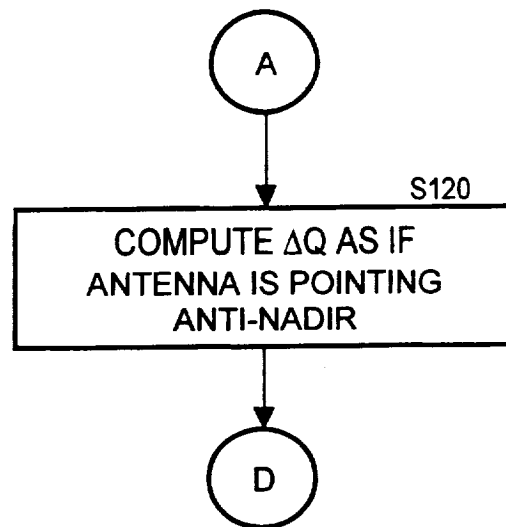 A
S120
COMPUTE ΔQ AS IF
ANTENNA IS POINTING
ANTI-NADIR
D